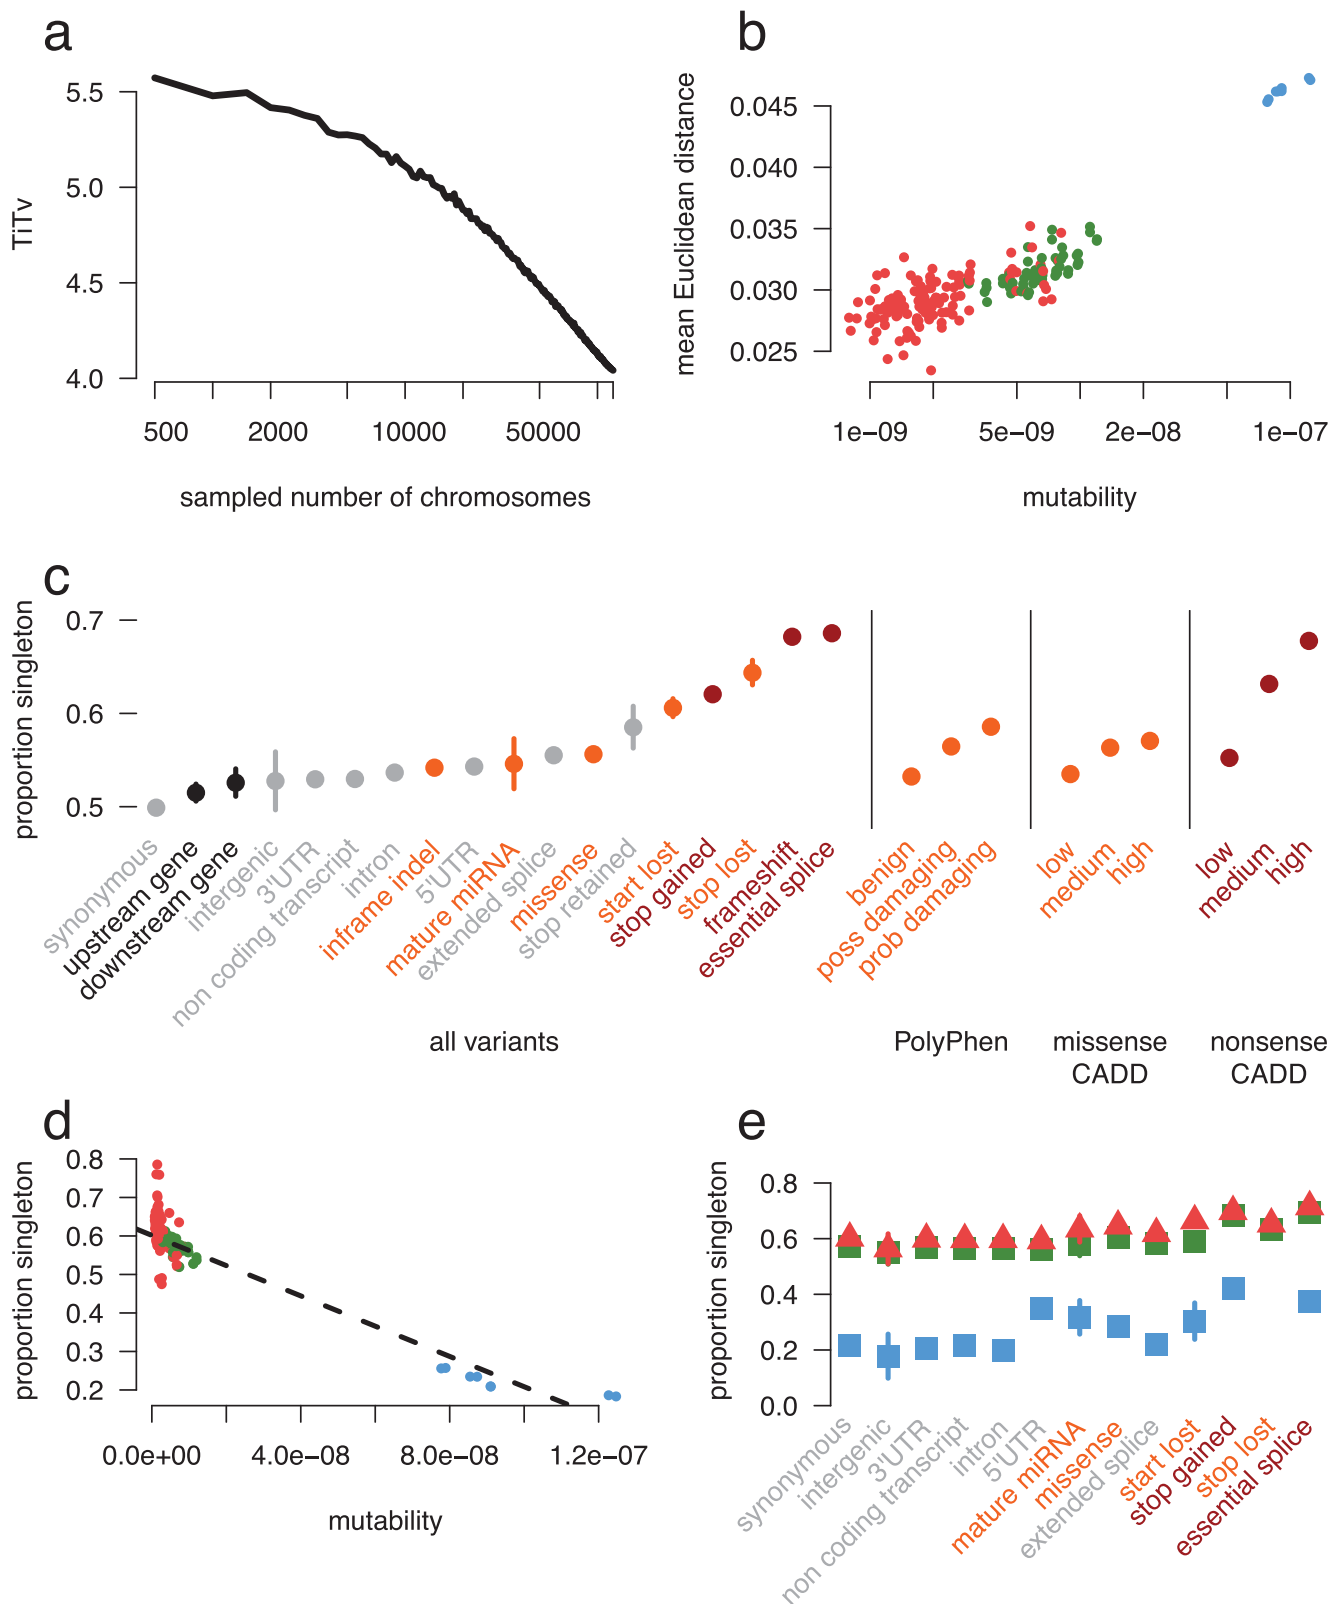 a
5.5
5.0
4.5
4.0
TiTv
500
2000
10000
50000
sampled number of chromosomes
b
0.045
0.040
0.035
0.030
0.025
mean Euclidean distance
1e−09
5e−09
2e−08
1e−07
mutability
c
0.7
0.6
0.5
proportion singleton
synonymous
upstream gene
downstream gene
intergenic
3'UTR
non coding transcript
intron
inframe indel
5'UTR
mature miRNA
extended splice
missense
stop retained
start lost
stop gained
stop lost
frameshift
essential splice
benign
poss damaging
prob damaging
low
medium
high
low
medium
high
all variants
PolyPhen
missense
CADD
nonsense
CADD
d
0.8
0.7
0.6
0.5
0.4
0.3
0.2
proportion singleton
0.0e+00
4.0e−08
8.0e−08
1.2e−07
mutability
e
0.8
0.6
0.4
0.2
0.0
proportion singleton
synonymous
intergenic
3'UTR
non coding transcript
intron
5'UTR
mature miRNA
missense
extended splice
start lost
stop gained
stop lost
essential splice